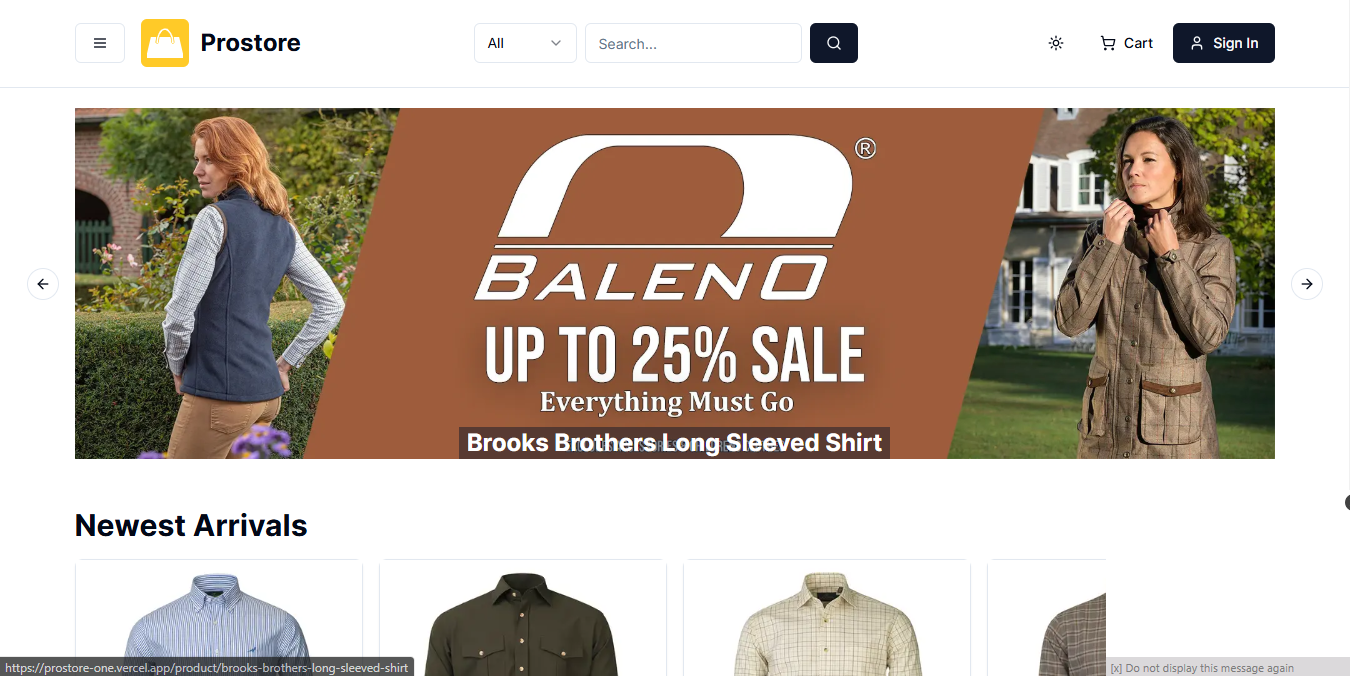 Prostore
All
Search...
Cart
Sign In
®
BALENO
UP TO 25% SALE
Everything Must Go
Brooks Brothers Long Sleeved Shirt
Newest Arrivals
https://prostore-one.vercel.app/product/brooks-brothers-long-sleeved-shirt
[x] Do not display this message again